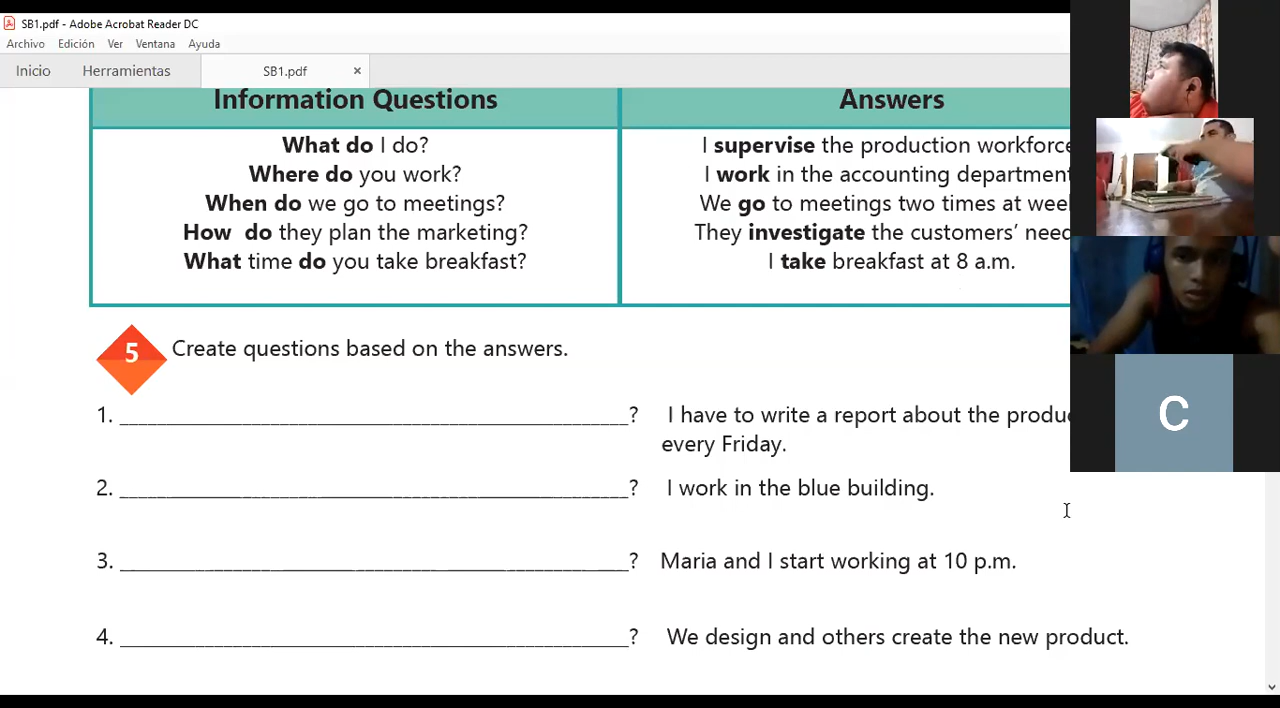 SB1.pdf - Adobe Acrobat Reader DC
Archivo Edición Ver Ventana Ayuda
Inicio Herramientas SB1.pdf ×
Information Questions Answers
What do I do? I supervise the production workforce
Where do you work? I work in the accounting department
When do we go to meetings? We go to meetings two times at week
How do they plan the marketing? They investigate the customers' need
What time do you take breakfast? I take breakfast at 8 a.m.
5 Create questions based on the answers.
1. ? I have to write a report about the produc
every Friday.
2. ? I work in the blue building.
3. ? Maria and I start working at 10 p.m.
4. ? We design and others create the new product.
C